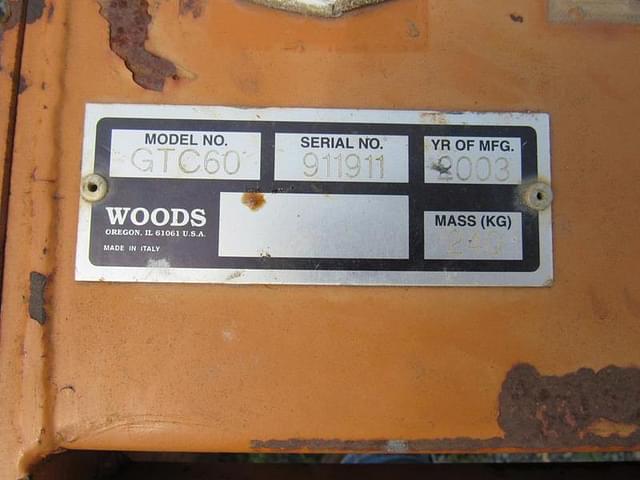 MODEL NO.
GTC60
SERIAL NO.
911911
YR OF MFG.
2003
WOODS
OREGON, IL 61061 U.S.A.
MADE IN ITALY
MASS (KG)